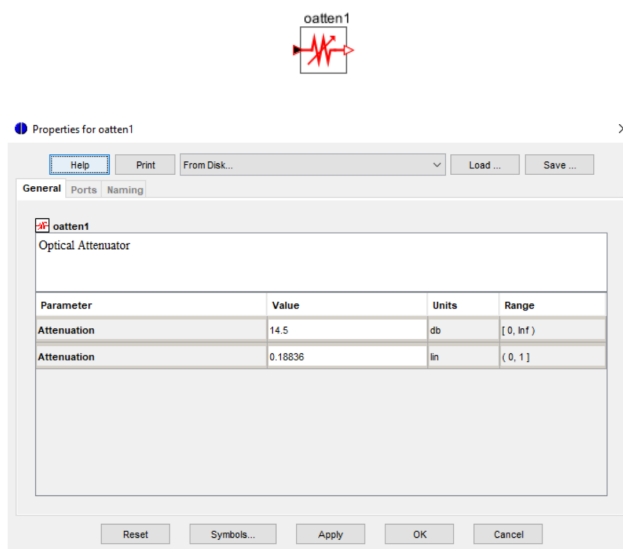 oatten1
Properties for oatten1
Help Print From Disk... Load ... Save ...
General Ports Naming
oatten1
Optical Attenuator
Parameter Value Units Range
Attenuation 14.5 db [ 0, Inf )
Attenuation 0.18836 lin ( 0, 1 ]
Reset Symbols... Apply OK Cancel